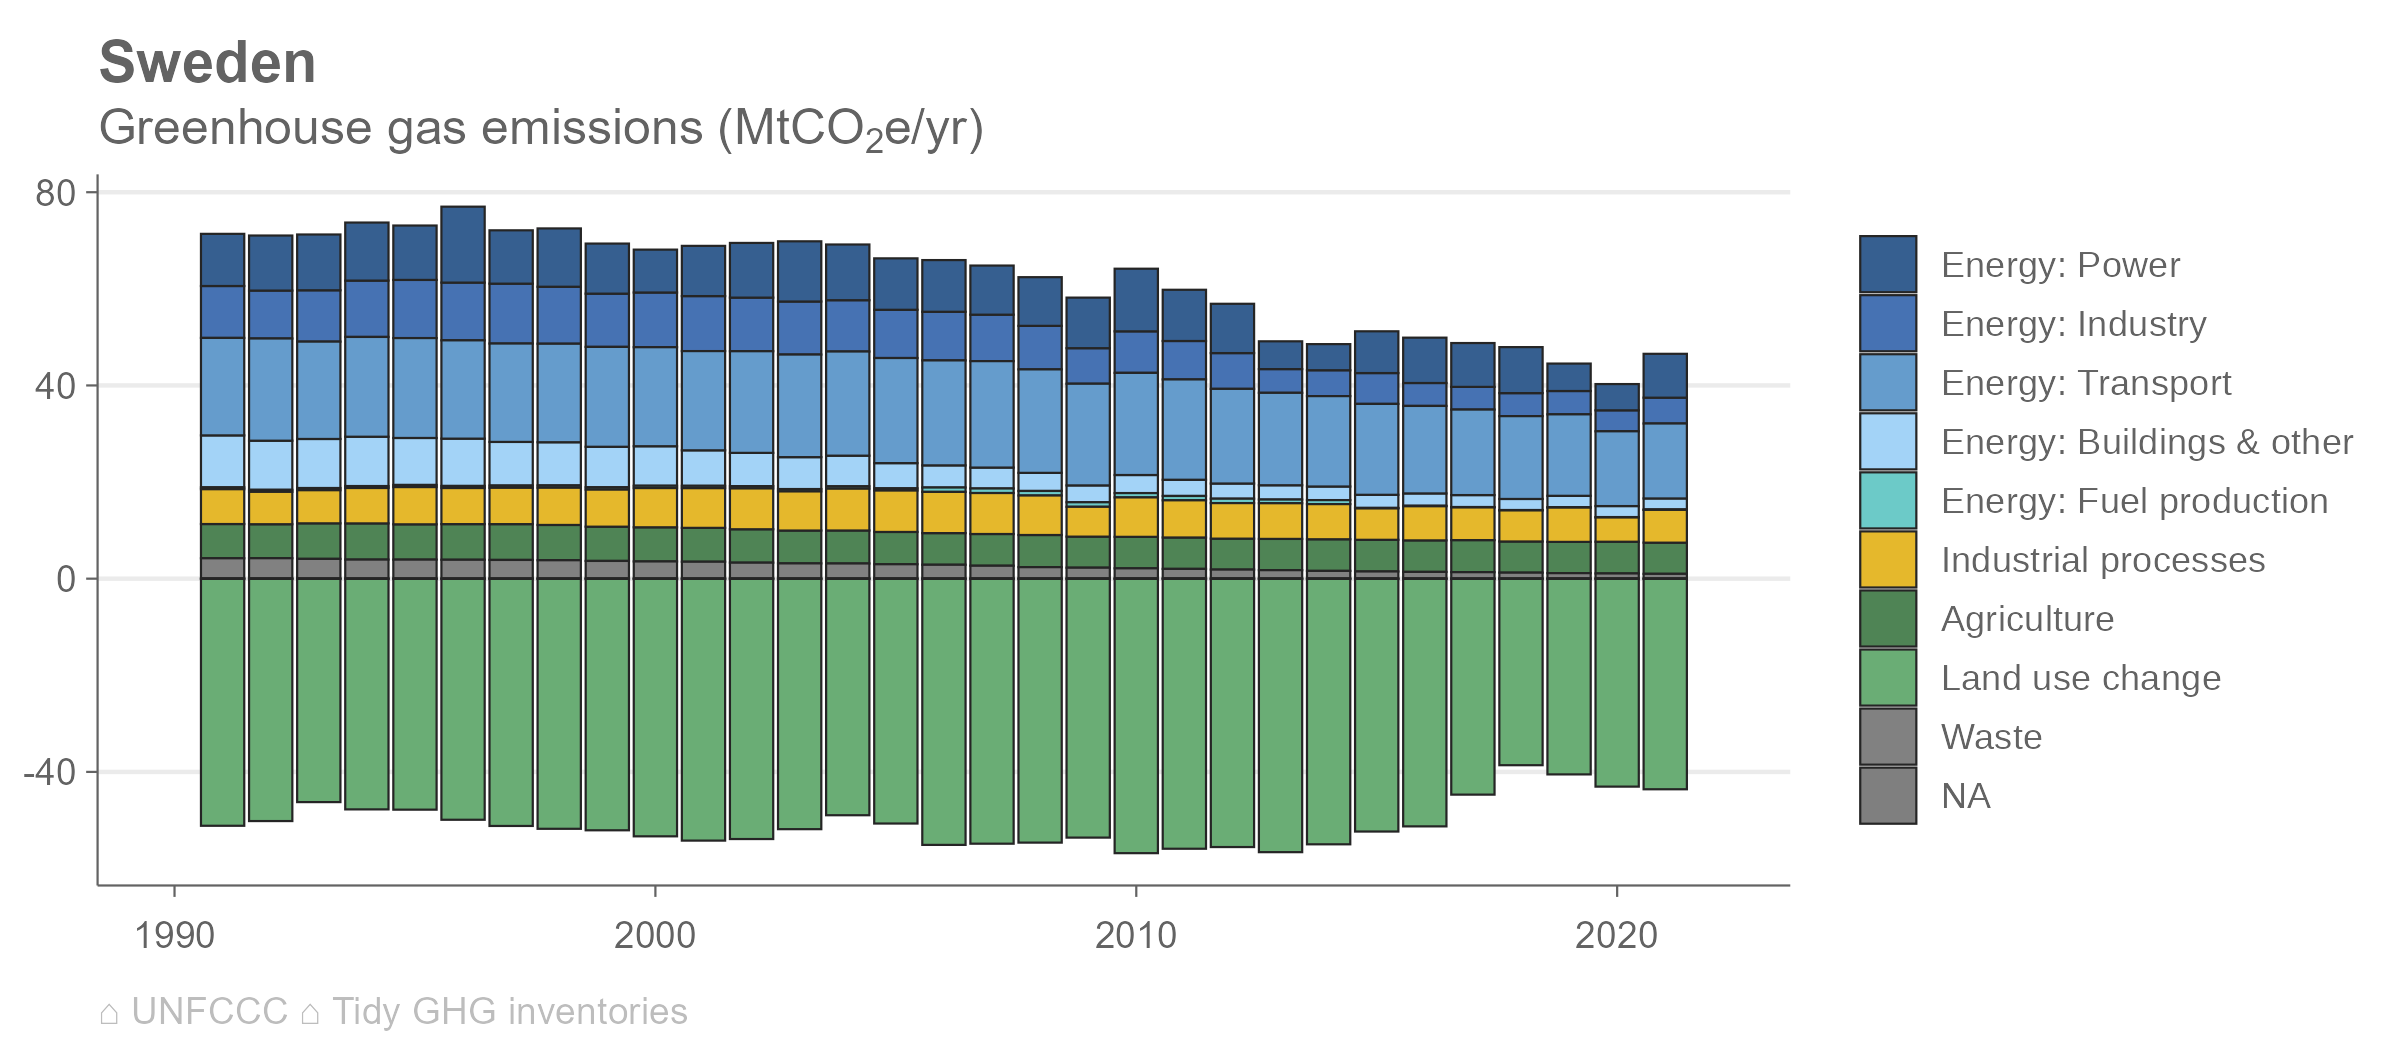 Sweden
Greenhouse gas emissions (MtCO₂e/yr)
80
40
0
-40
1990
2000
2010
2020
Energy: Power
Energy: Industry
Energy: Transport
Energy: Buildings & other
Energy: Fuel production
Industrial processes
Agriculture
Land use change
Waste
NA
⌂ UNFCCC ⌂ Tidy GHG inventories